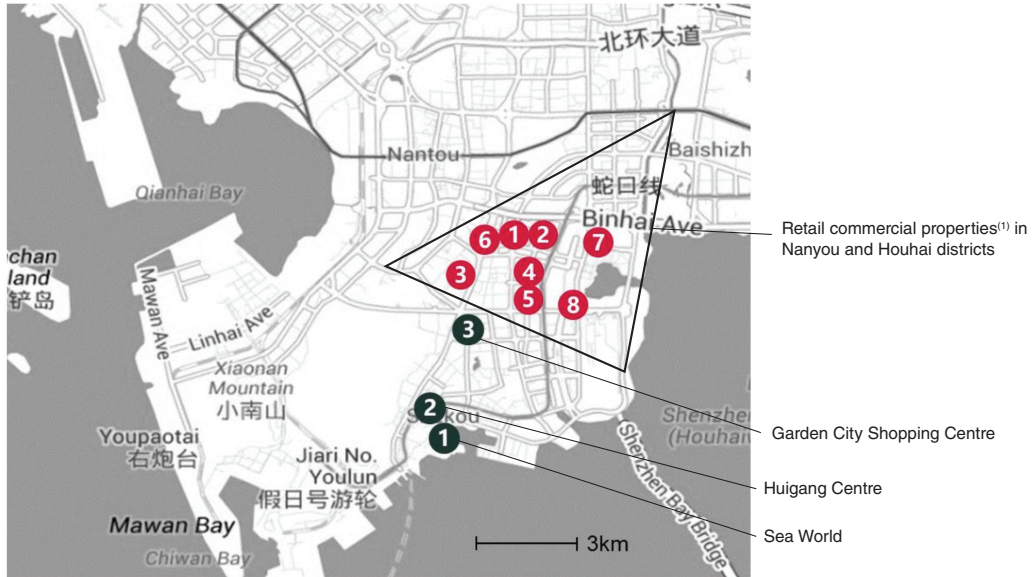 北环大道
Nantou
Baishizh
Qianhai Bay
蛇口线
Binhai Ave
Retail commercial properties(1) in
Nanyou and Houhai districts
6
1
2
7
3
4
5
8
chan
land
铲岛
Mawan Ave
Linhai Ave
3
Xiaonan
Mountain
小南山
2
1
Shenzhen
(Houhai
Youpaotai
右炮台
Jiari No.
Youlun
假日号游轮
Garden City Shopping Centre
Huigang Centre
Sea World
Shenzhen Bay Bridge
Mawan Bay
Chiwan Bay
3km